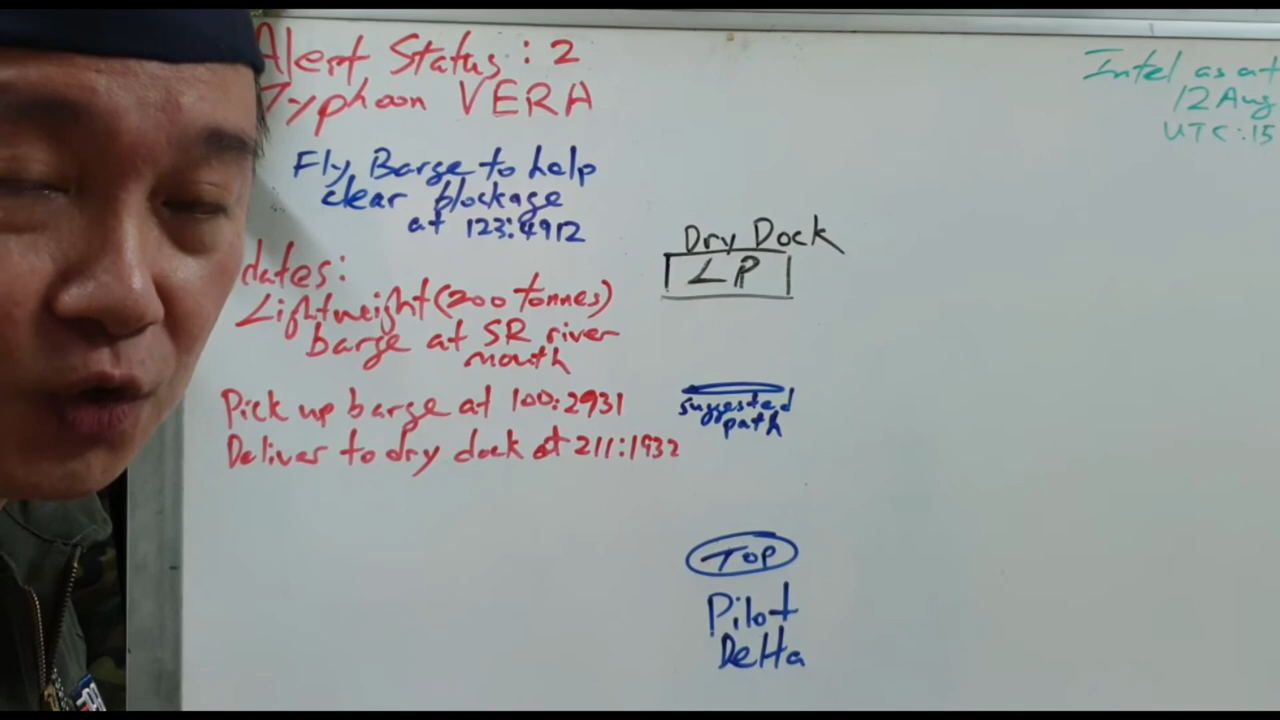 Alert Status: 2
Typhoon VERA
Fly Barge to help
clear blockage
at 123:4912
dates:
Lightweight (200 tonnes)
barge at SR river
mouth
Pick up barge at 100:2931
Deliver to dry dock at 211:1932
Dry Dock
LP
suggested
path
TOP
Pilot
Delta
Intel as at
12 Aug
UTC:15